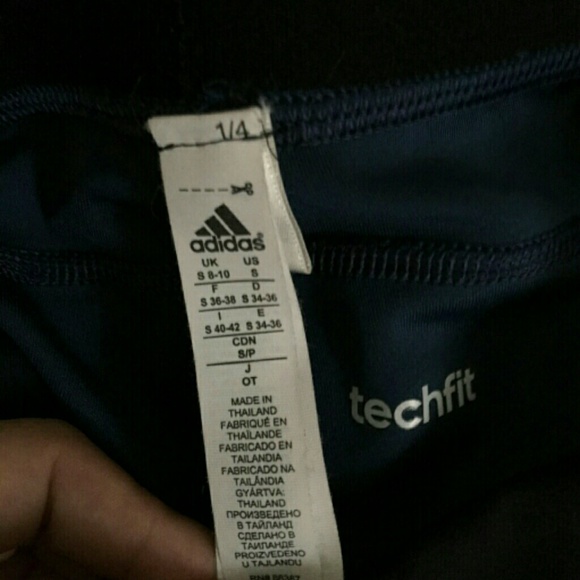 1/4
adidas®
UK US
S 8-10 S
F D
S 36-38 S 34-36
I E
S 40-42 S 34-36
CDN
S/P
J
OT
MADE IN
THAILAND
FABRIQUÉ EN
THAÏLANDE
FABRICADO EN
TAILANDIA
FABRICADO NA
TAILÂNDIA
GYÁRTVA:
THAILAND
ПРОИЗВЕДЕНО
В ТАЙЛАНД
СДЕЛАНО В
ТАИЛАНДЕ
PROIZVEDENO
U TAJLANDU
techfit